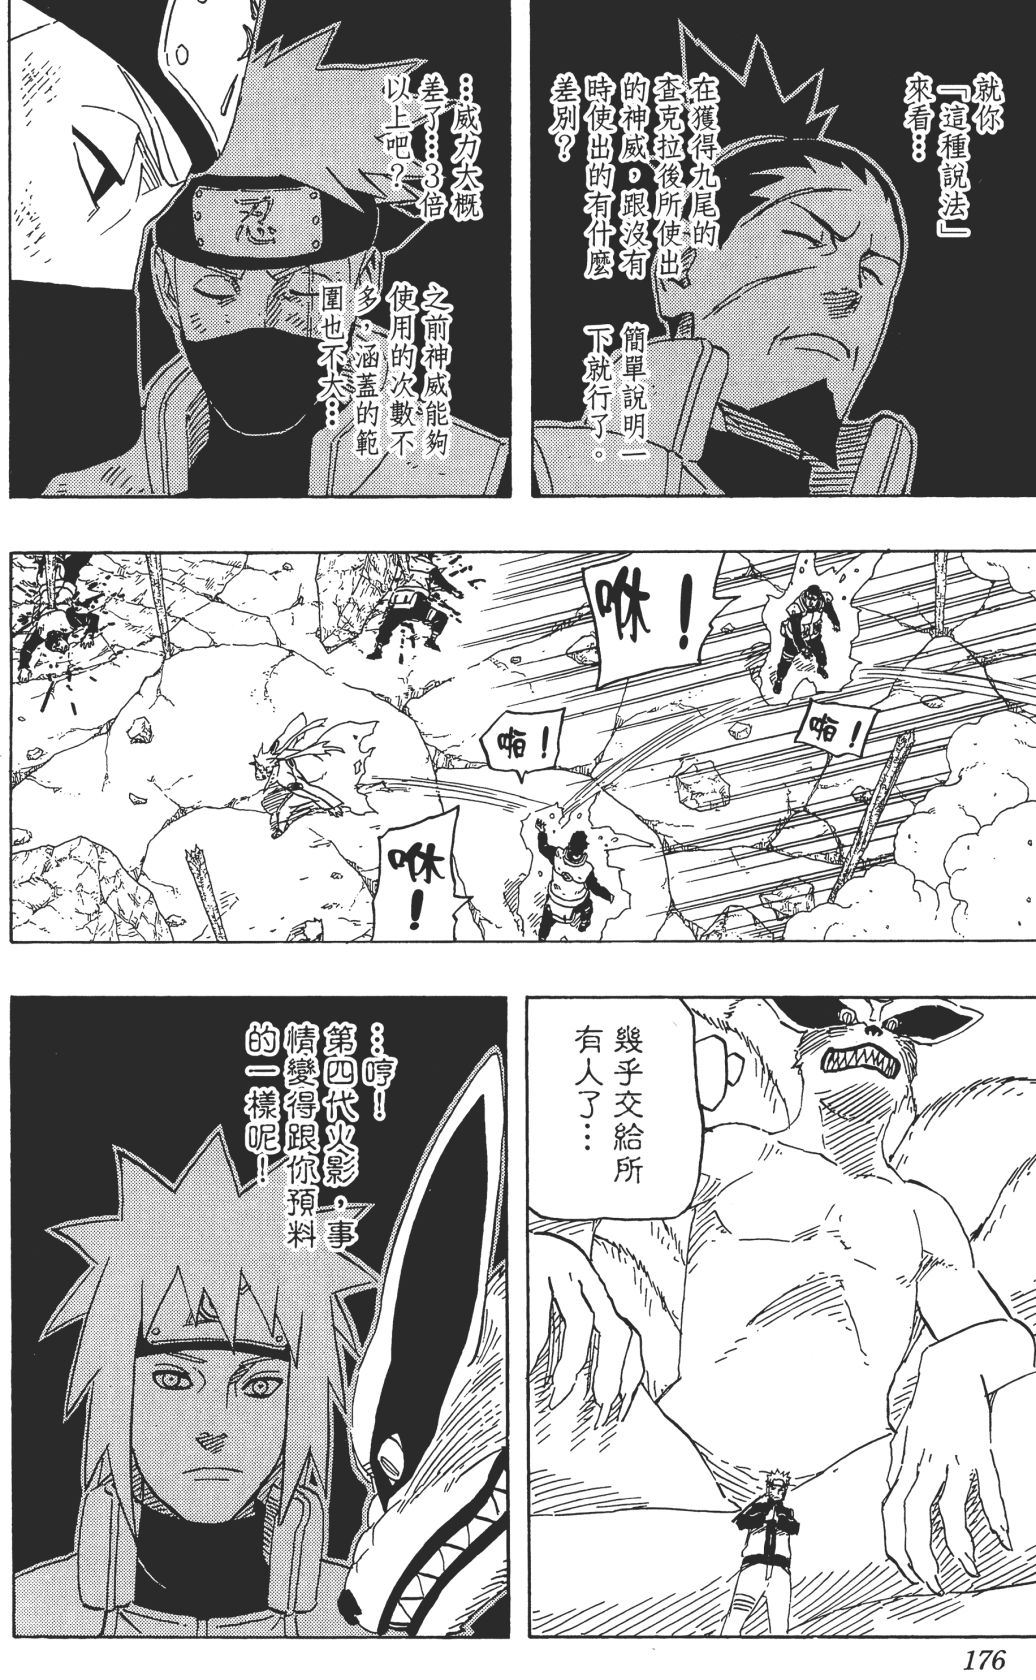 就你
『這種說法』
來看…
在獲得九尾的
查克拉後所使出
的神威，跟沒有
時使出的有什麼
差別？
簡單說明一
下就行了。
…威力大概
差了…3倍
以上吧？
之前神威能夠
使用的次數不
多，涵蓋的範
圍也不大…
忍
咻！
啪！
啪！
咻！
幾乎交給所
有人了…
…哼！
第四代火影，事
情變得跟你預料
的一樣呢！
176